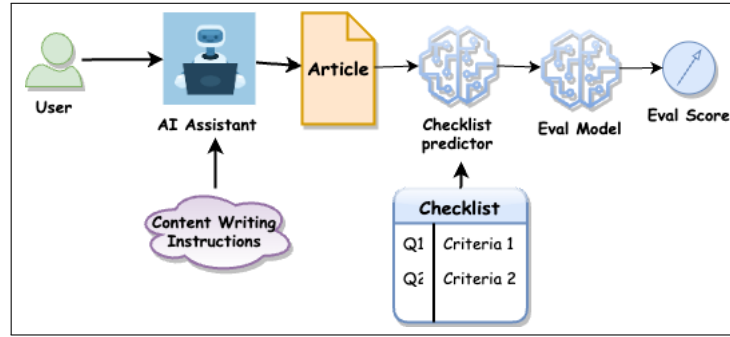 User
AI Assistant
Article
Checklist
predictor
Eval Model
Eval Score
Content Writing
Instructions
Checklist
Q1 Criteria 1
Q2 Criteria 2